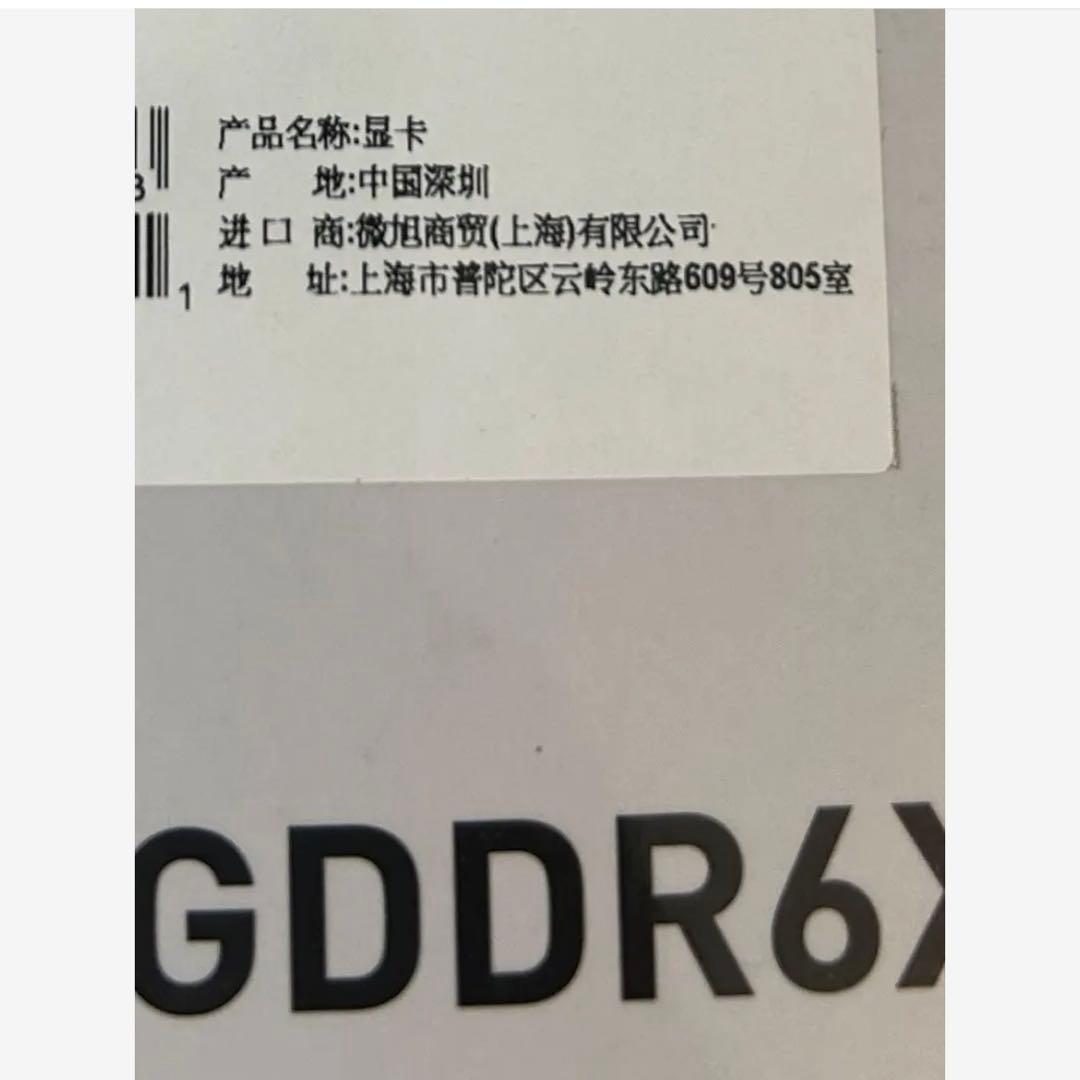 产品名称:显卡
产 地:中国深圳
进口 商:微旭商贸(上海)有限公司
地 址:上海市普陀区云岭东路609号805室
3
1
GDDR6X